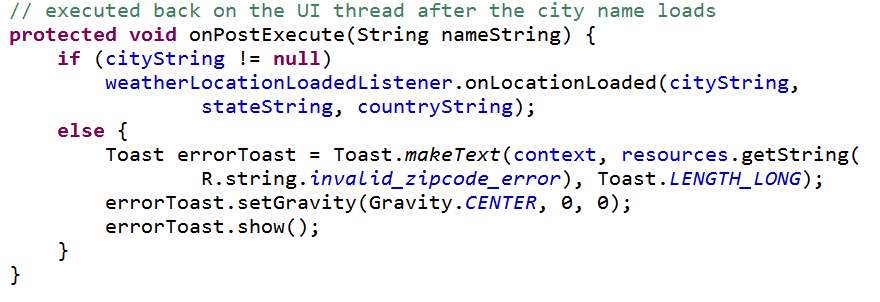 // executed back on the UI thread after the city name loads
protected void onPostExecute(String nameString) {
    if (cityString != null)
        weatherLocationLoadedListener.onLocationLoaded(cityString,
                stateString, countryString);
    else {
        Toast errorToast = Toast.makeText(context, resources.getString(
                R.string.invalid_zipcode_error), Toast.LENGTH_LONG);
        errorToast.setGravity(Gravity.CENTER, 0, 0);
        errorToast.show();
    }
}